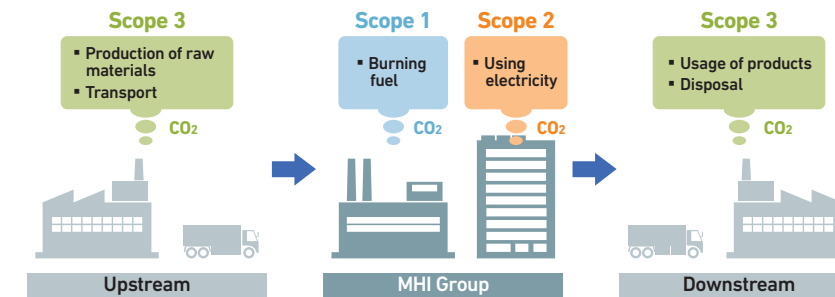 Scope 3
▪ Production of raw
materials
▪ Transport
CO₂
Upstream
Scope 1
▪ Burning
fuel
CO₂
Scope 2
▪ Using
electricity
CO₂
MHI Group
Scope 3
▪ Usage of products
▪ Disposal
CO₂
Downstream